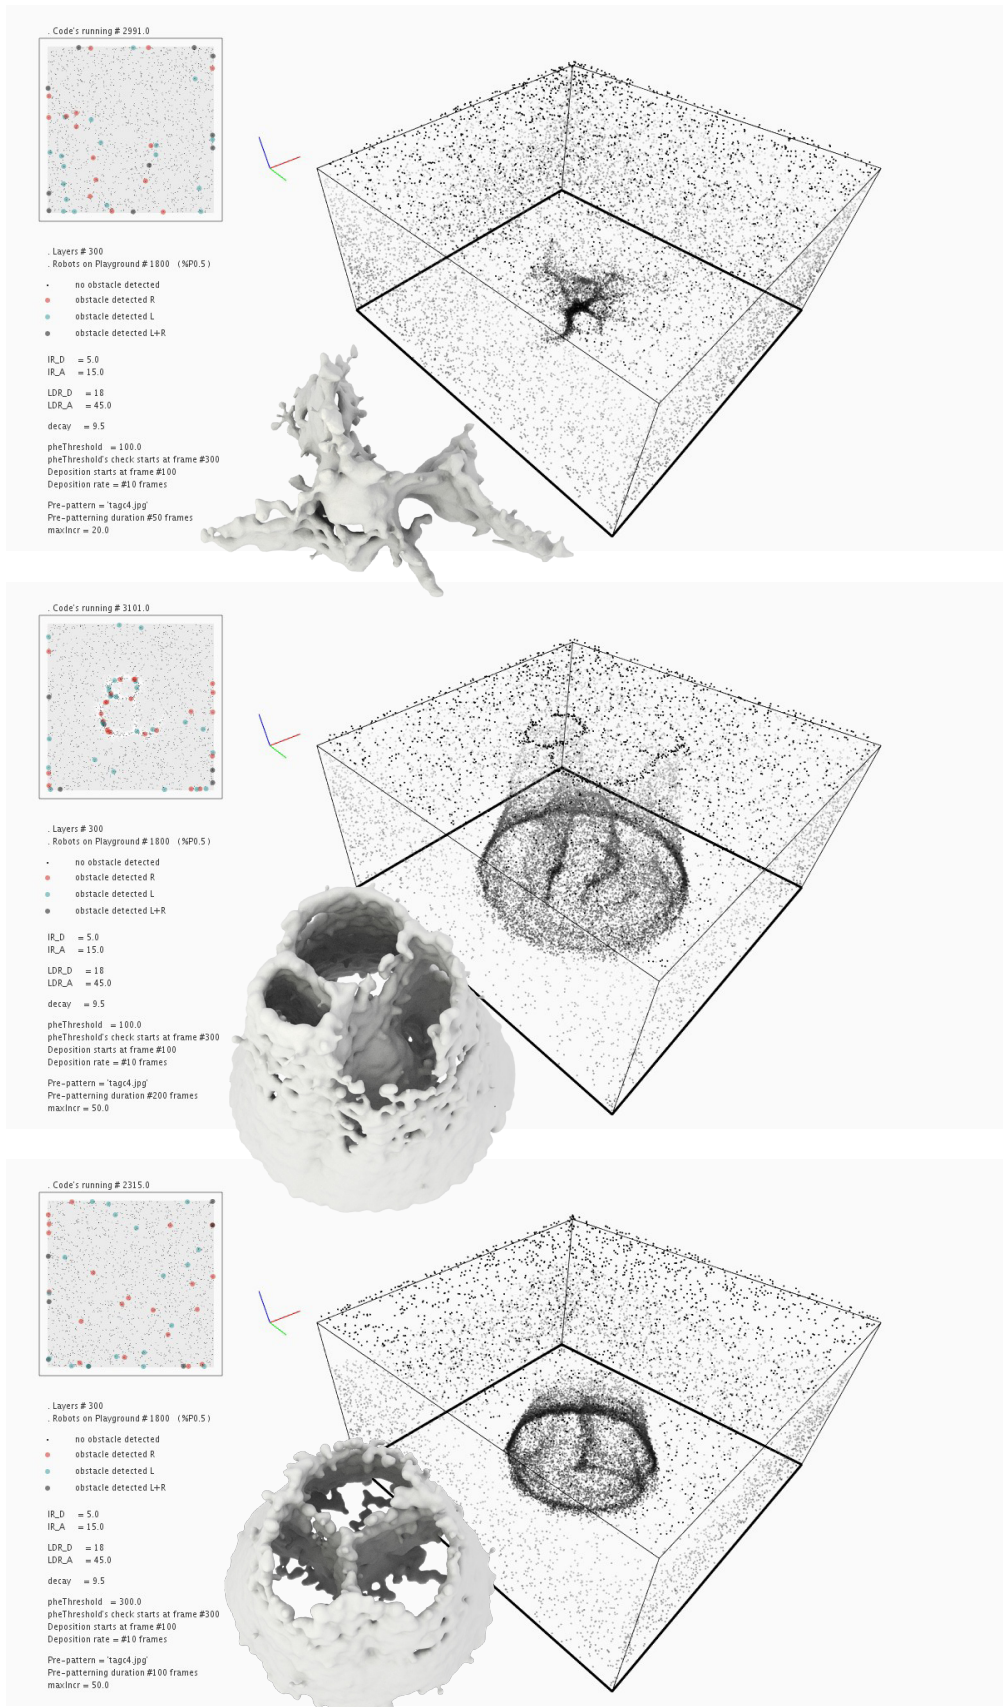 . Code's running # 2991.0
. Layers # 300
. Robots on Playground # 1800 (%P0.5)
no obstacle detected
obstacle detected R
obstacle detected L
obstacle detected L+R
IR_D = 5.0
IR_A = 15.0
LDR_D = 18
LDR_A = 45.0
decay = 9.5
pheThreshold = 100.0
pheThreshold's check starts at frame #300
Deposition starts at frame #100
Deposition rate = #10 frames
Pre-pattern = 'tagc4.jpg'
Pre-patterning duration #50 frames
maxIncr = 20.0
. Code's running # 3101.0
. Layers # 300
. Robots on Playground # 1800 (%P0.5)
no obstacle detected
obstacle detected R
obstacle detected L
obstacle detected L+R
IR_D = 5.0
IR_A = 15.0
LDR_D = 18
LDR_A = 45.0
decay = 9.5
pheThreshold = 100.0
pheThreshold's check starts at frame #300
Deposition starts at frame #100
Deposition rate = #10 frames
Pre-pattern = 'tagc4.jpg'
Pre-patterning duration #200 frames
maxIncr = 50.0
. Code's running # 2315.0
. Layers # 300
. Robots on Playground # 1800 (%P0.5)
no obstacle detected
obstacle detected R
obstacle detected L
obstacle detected L+R
IR_D = 5.0
IR_A = 15.0
LDR_D = 18
LDR_A = 45.0
decay = 9.5
pheThreshold = 300.0
pheThreshold's check starts at frame #300
Deposition starts at frame #100
Deposition rate = #10 frames
Pre-pattern = 'tagc4.jpg'
Pre-patterning duration #100 frames
maxIncr = 50.0